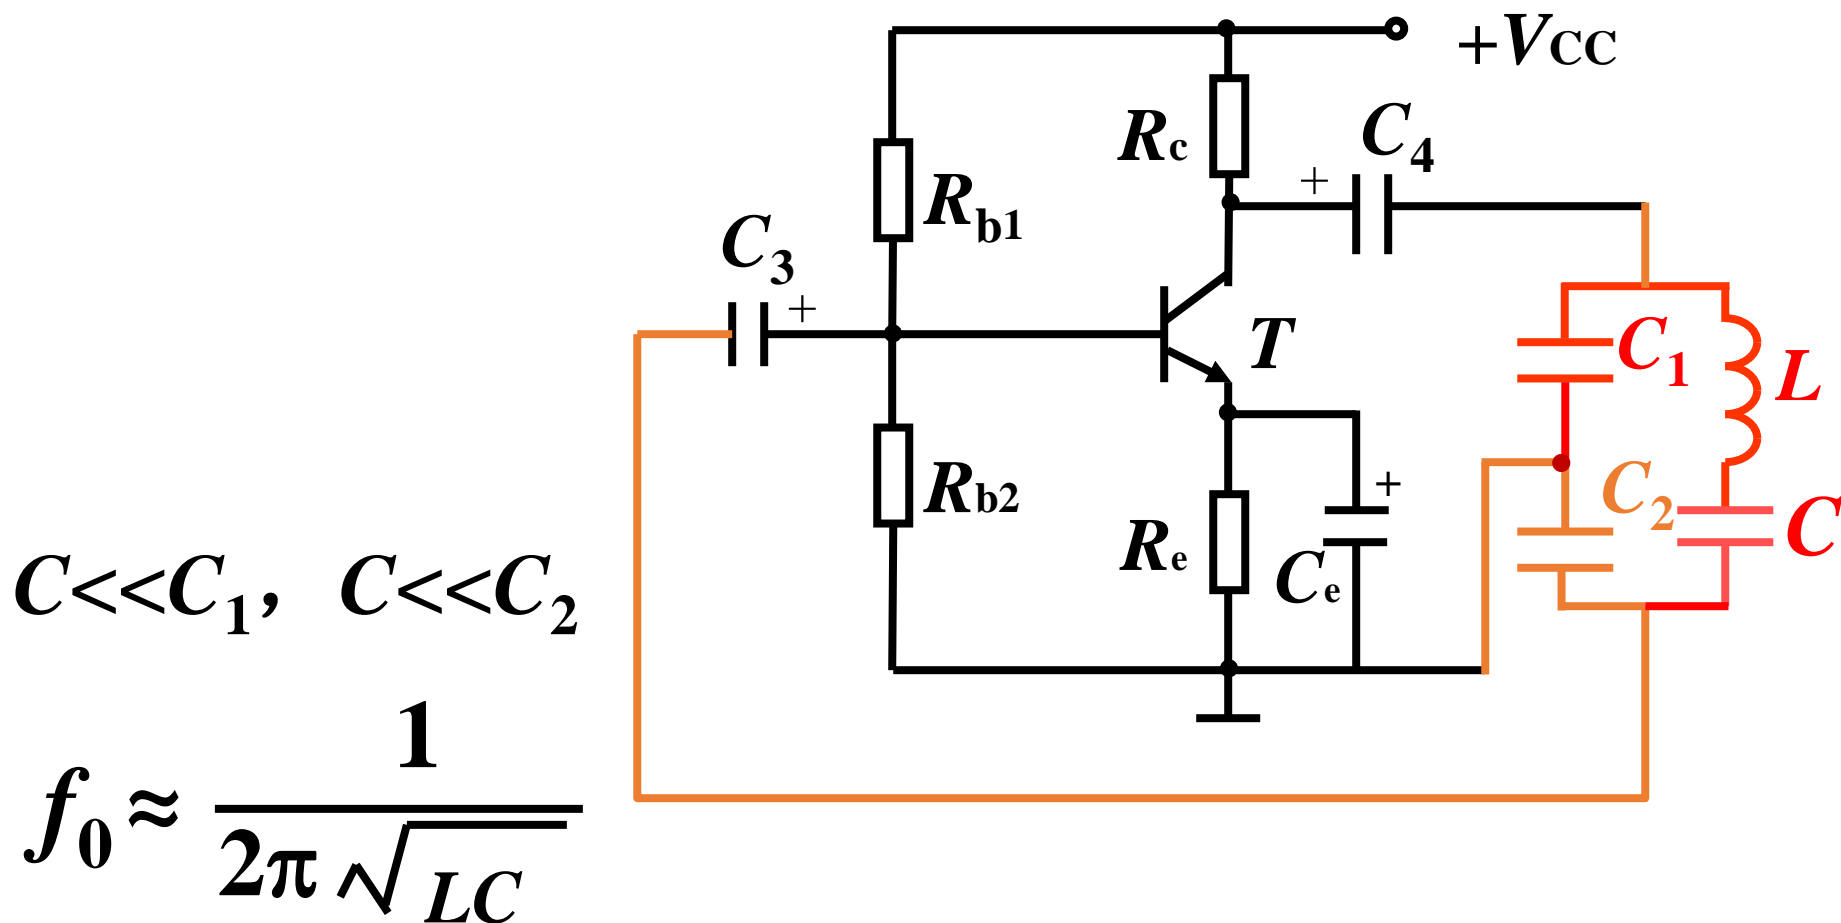 +VCC
Rc
C4
+
Rb1
C3
+
T
C1
L
C2
C
Rb2
+
Re
Ce
C<<C1, C<<C2
f0≈1/2π√LC